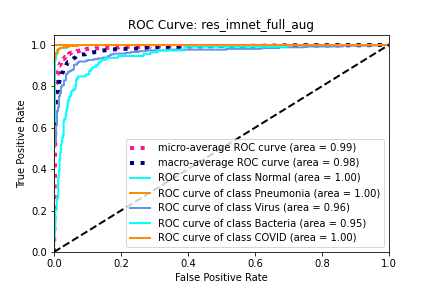 ROC Curve: res_imnet_full_aug
1.0
0.8
0.6
0.4
0.2
0.0
True Positive Rate
micro-average ROC curve (area = 0.99)
macro-average ROC curve (area = 0.98)
ROC curve of class Normal (area = 1.00)
ROC curve of class Pneumonia (area = 1.00)
ROC curve of class Virus (area = 0.96)
ROC curve of class Bacteria (area = 0.95)
ROC curve of class COVID (area = 1.00)
0.0 0.2 0.4 0.6 0.8 1.0
False Positive Rate